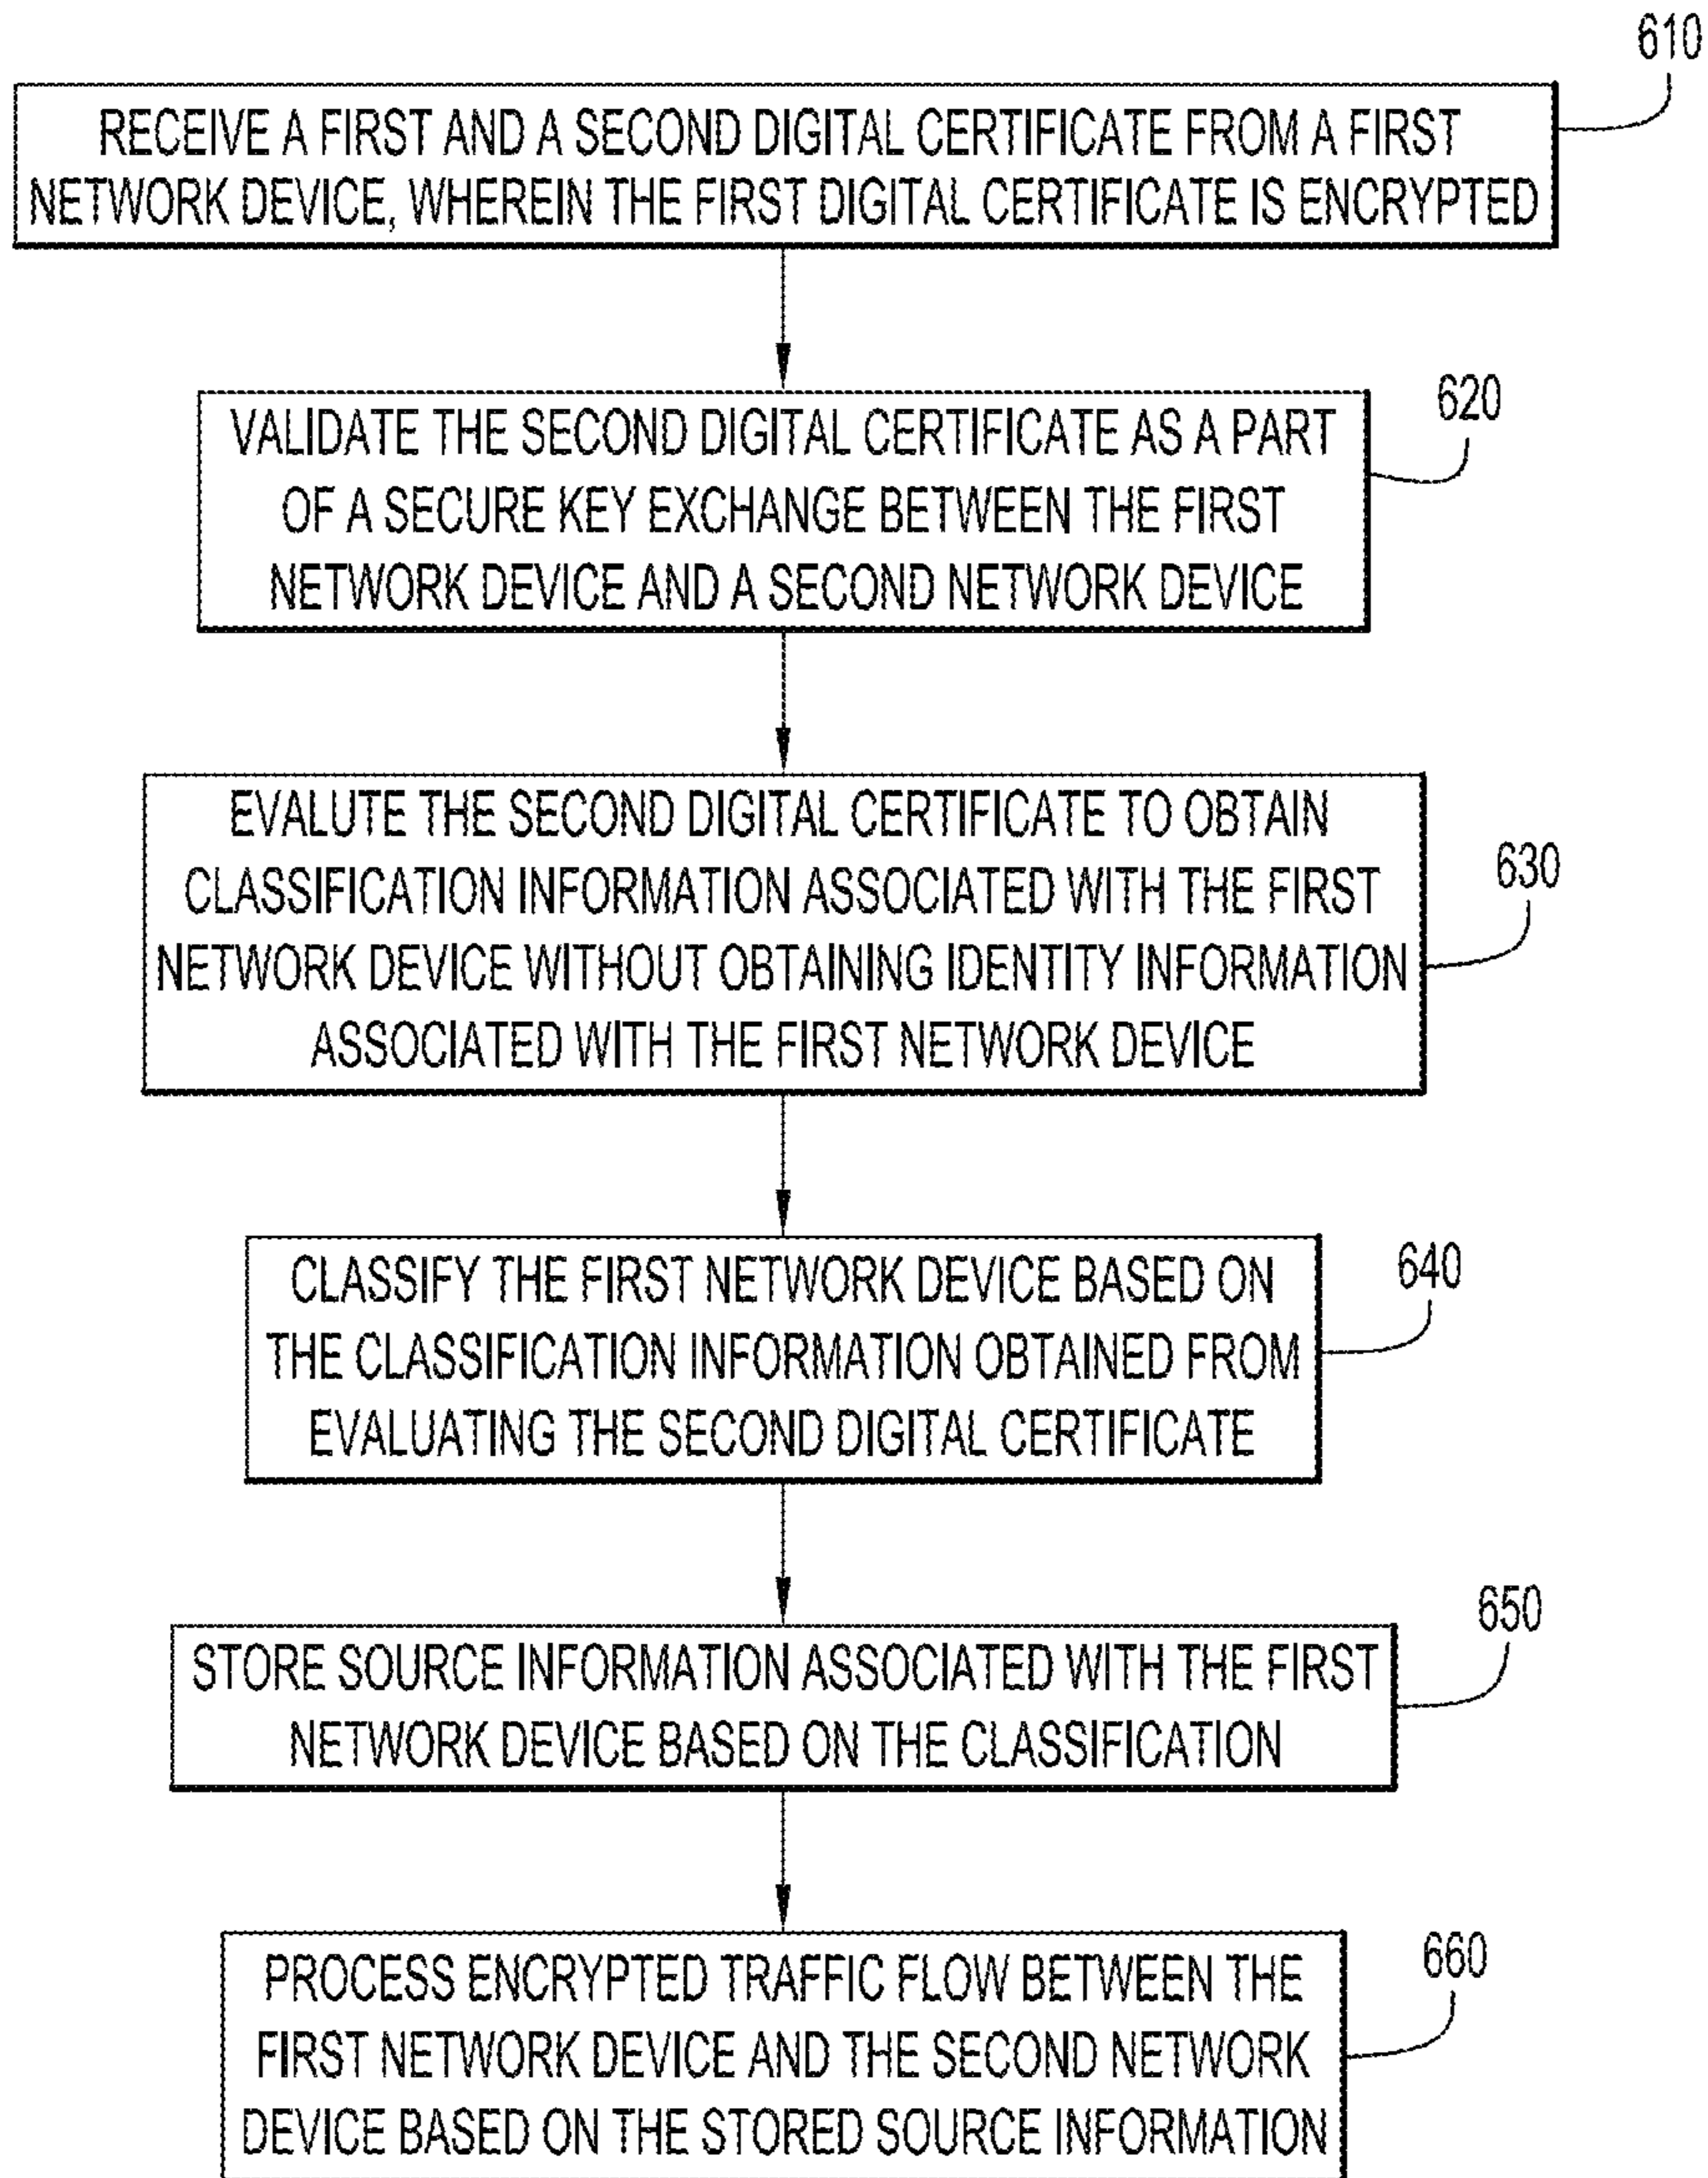 610
RECEIVE A FIRST AND A SECOND DIGITAL CERTIFICATE FROM A FIRST
NETWORK DEVICE, WHEREIN THE FIRST DIGITAL CERTIFICATE IS ENCRYPTED
620
VALIDATE THE SECOND DIGITAL CERTIFICATE AS A PART
OF A SECURE KEY EXCHANGE BETWEEN THE FIRST
NETWORK DEVICE AND A SECOND NETWORK DEVICE
630
EVALUTE THE SECOND DIGITAL CERTIFICATE TO OBTAIN
CLASSIFICATION INFORMATION ASSOCIATED WITH THE FIRST
NETWORK DEVICE WITHOUT OBTAINING IDENTITY INFORMATION
ASSOCIATED WITH THE FIRST NETWORK DEVICE
640
CLASSIFY THE FIRST NETWORK DEVICE BASED ON
THE CLASSIFICATION INFORMATION OBTAINED FROM
EVALUATING THE SECOND DIGITAL CERTIFICATE
650
STORE SOURCE INFORMATION ASSOCIATED WITH THE FIRST
NETWORK DEVICE BASED ON THE CLASSIFICATION
660
PROCESS ENCRYPTED TRAFFIC FLOW BETWEEN THE
FIRST NETWORK DEVICE AND THE SECOND NETWORK
DEVICE BASED ON THE STORED SOURCE INFORMATION